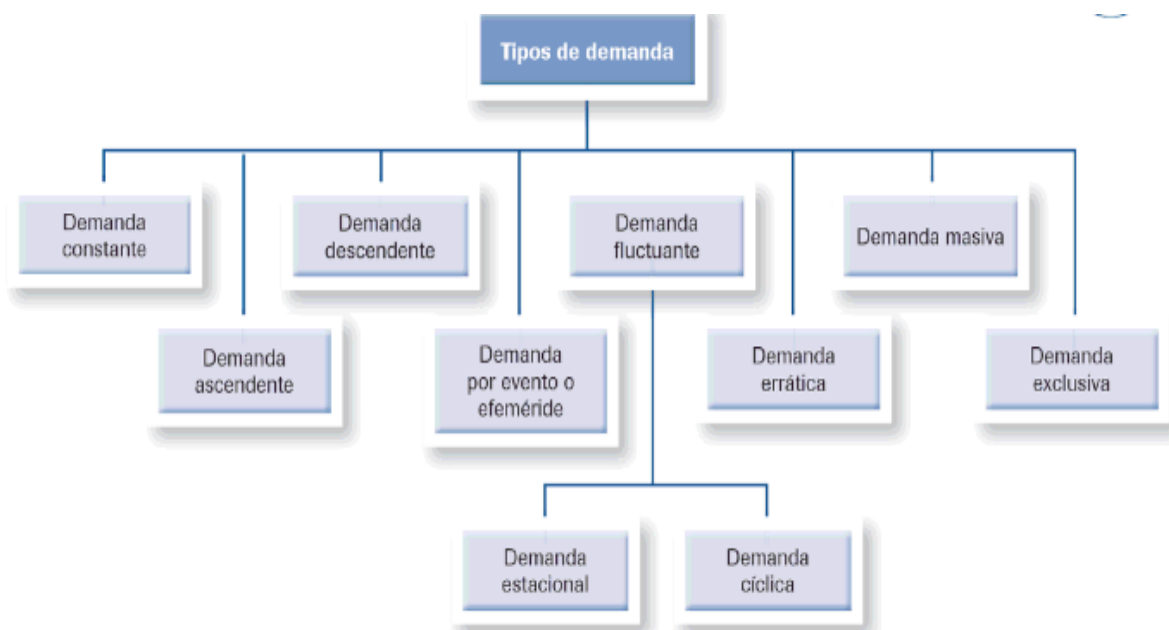 Tipos de demanda
Demanda
constante
Demanda
descendente
Demanda
fluctuante
Demanda masiva
Demanda
ascendente
Demanda
por evento o
efeméride
Demanda
errática
Demanda
exclusiva
Demanda
estacional
Demanda
cíclica